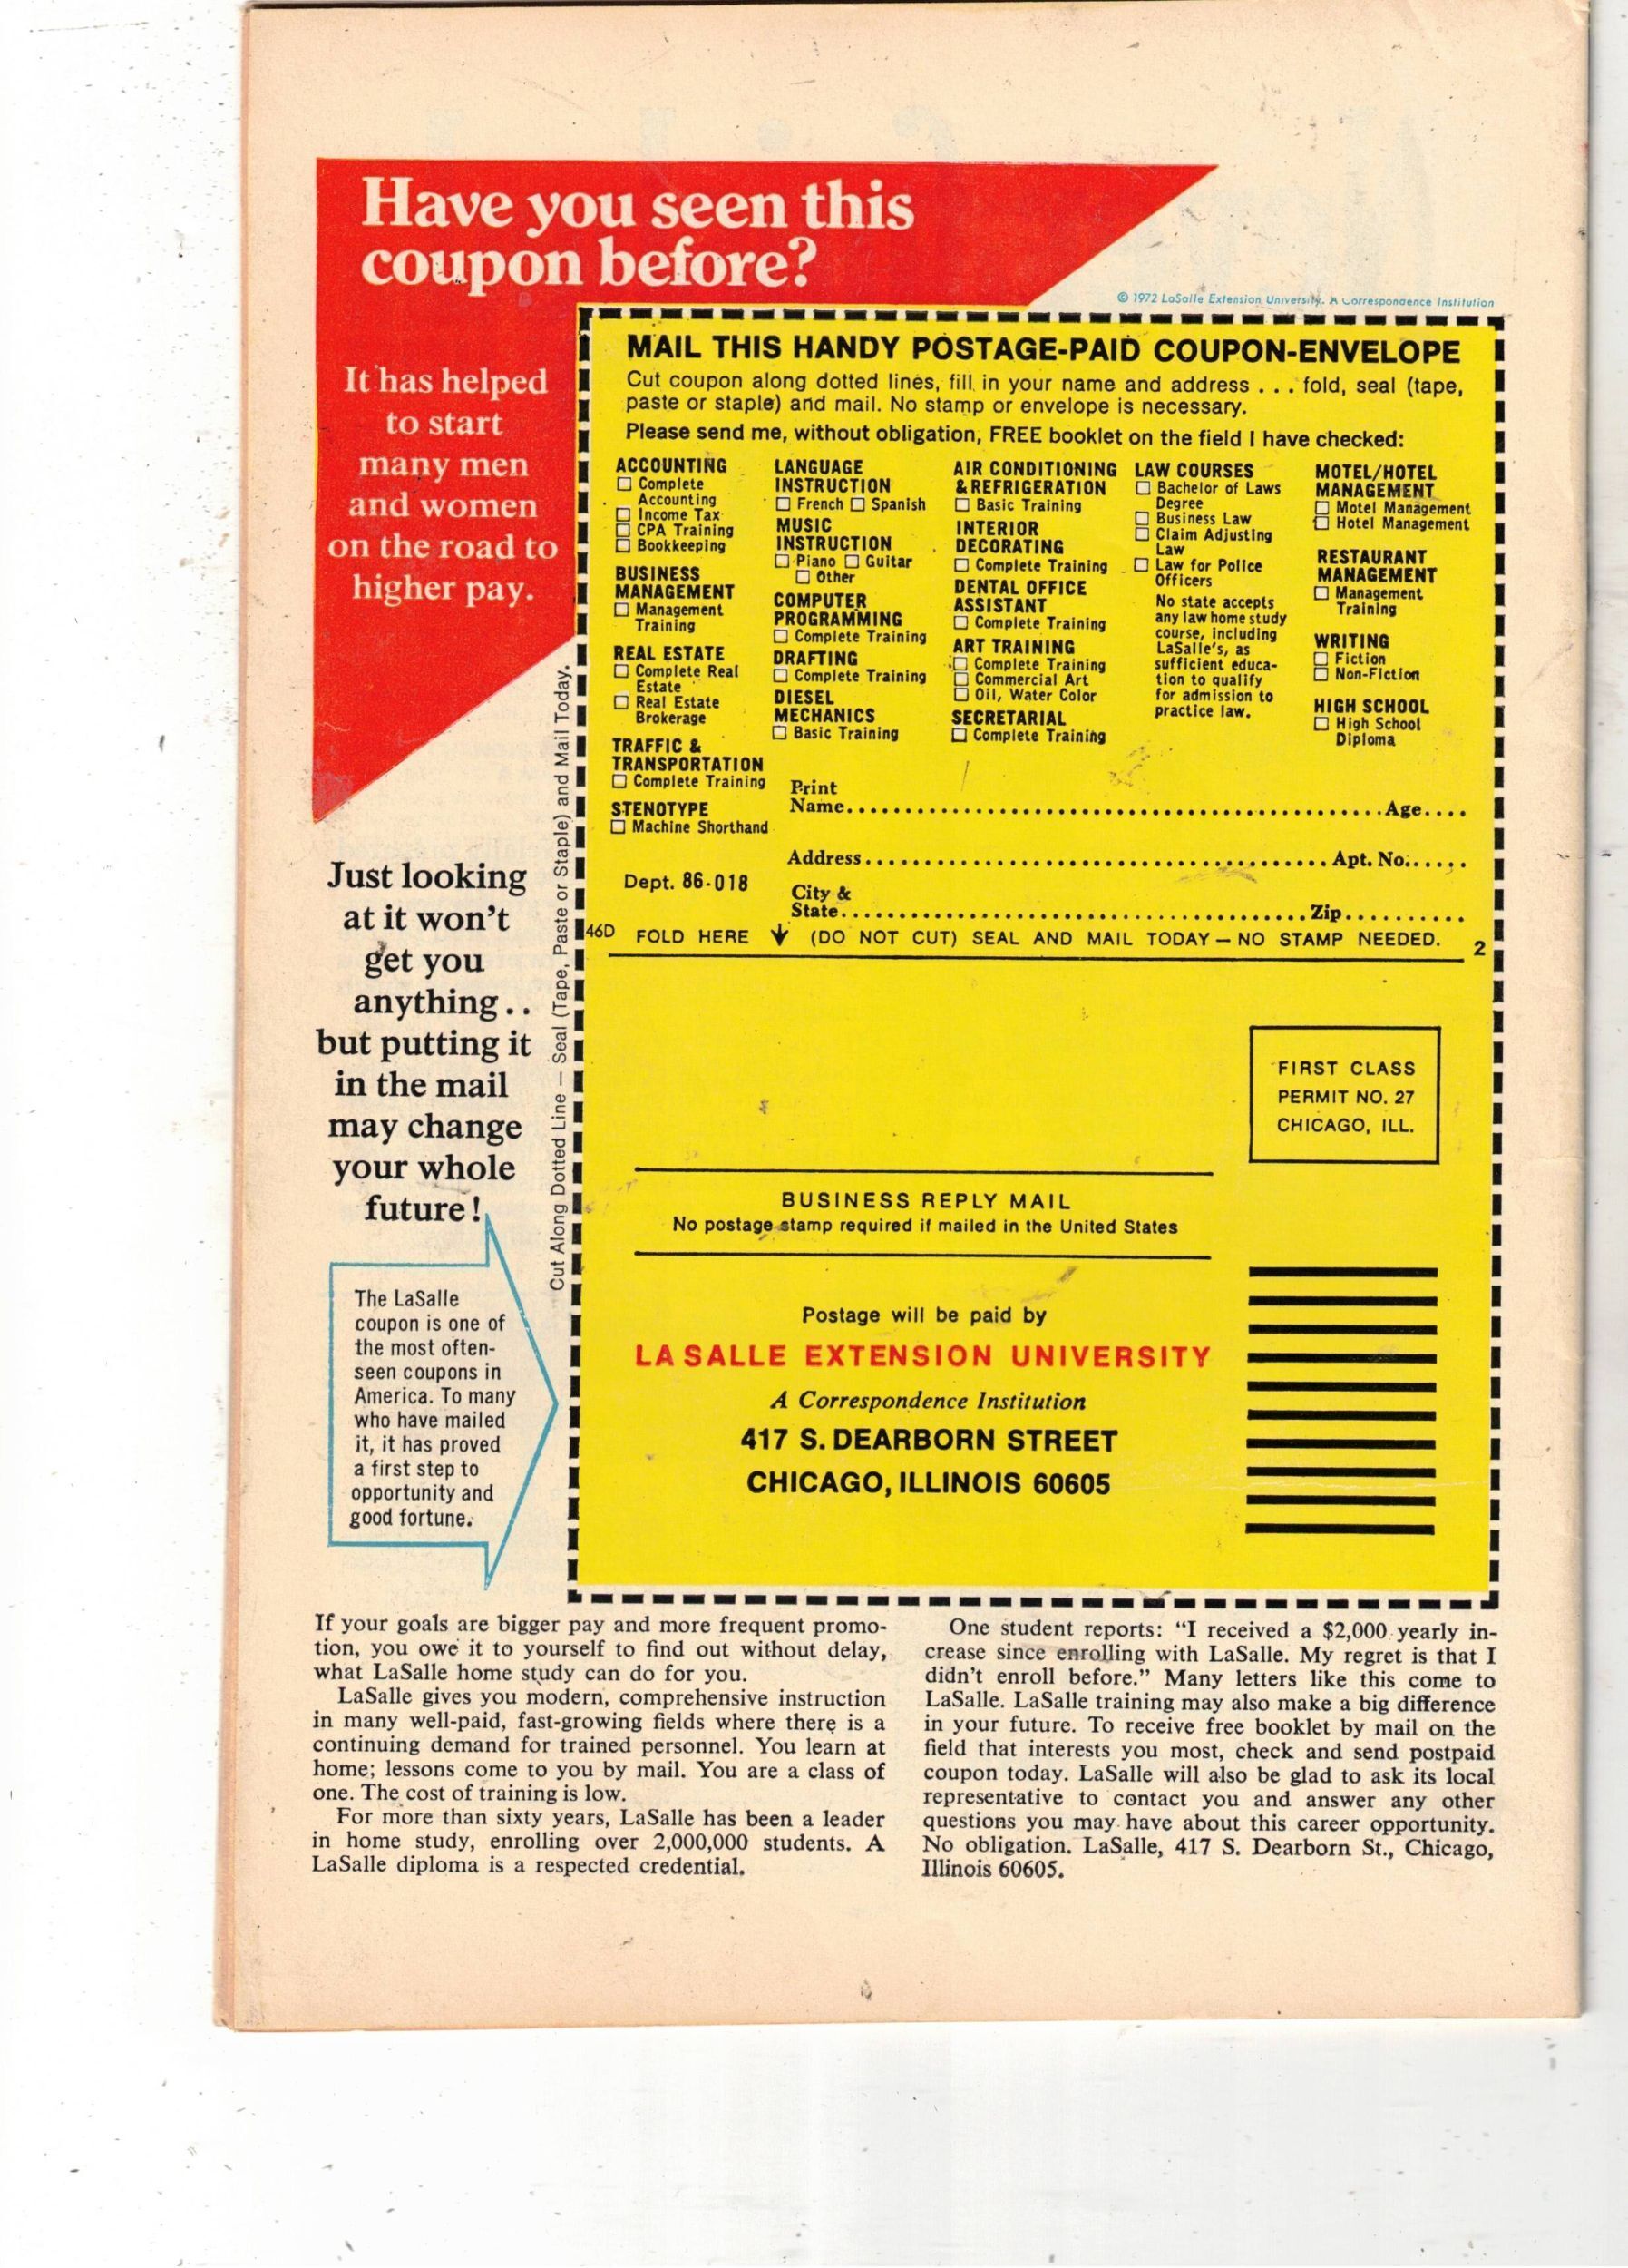 Have you seen this
coupon before?
© 1972 LaSalle Extension University. A Correspondence Institution
It has helped
to start
many men
and women
on the road to
higher pay.
MAIL THIS HANDY POSTAGE-PAID COUPON-ENVELOPE
Cut coupon along dotted lines, fill in your name and address . . . fold, seal (tape,
paste or staple) and mail. No stamp or envelope is necessary.
Please send me, without obligation, FREE booklet on the field I have checked:
ACCOUNTING
☐ Complete
Accounting
☐ Income Tax
☐ CPA Training
☐ Bookkeeping
BUSINESS
MANAGEMENT
☐ Management
Training
REAL ESTATE
☐ Complete Real
Estate
☐ Real Estate
Brokerage
TRAFFIC &
TRANSPORTATION
☐ Complete Training
STENOTYPE
☐ Machine Shorthand
LANGUAGE
INSTRUCTION
☐ French ☐ Spanish
MUSIC
INSTRUCTION
☐ Piano ☐ Guitar
☐ Other
COMPUTER
PROGRAMMING
☐ Complete Training
DRAFTING
☐ Complete Training
DIESEL
MECHANICS
☐ Basic Training
AIR CONDITIONING
& REFRIGERATION
☐ Basic Training
INTERIOR
DECORATING
☐ Complete Training
DENTAL OFFICE
ASSISTANT
☐ Complete Training
ART TRAINING
☐ Complete Training
☐ Commercial Art
☐ Oil, Water Color
SECRETARIAL
☐ Complete Training
LAW COURSES
☐ Bachelor of Laws
Degree
☐ Business Law
☐ Claim Adjusting
Law
☐ Law for Police
Officers
No state accepts
any law home study
course, including
LaSalle's, as
sufficient educa-
tion to qualify
for admission to
practice law.
MOTEL/HOTEL
MANAGEMENT
☐ Motel Management
☐ Hotel Management
RESTAURANT
MANAGEMENT
☐ Management
Training
WRITING
☐ Fiction
☐ Non-Fiction
HIGH SCHOOL
☐ High School
Diploma
Print
Name.....Age....
Address.....Apt. No......
Dept. 86-018
City &
State.....Zip..........
46D FOLD HERE ↓ (DO NOT CUT) SEAL AND MAIL TODAY — NO STAMP NEEDED. 2
Cut Along Dotted Line — Seal (Tape, Paste or Staple) and Mail Today.
FIRST CLASS
PERMIT NO. 27
CHICAGO, ILL.
BUSINESS REPLY MAIL
No postage stamp required if mailed in the United States
Postage will be paid by
LA SALLE EXTENSION UNIVERSITY
A Correspondence Institution
417 S. DEARBORN STREET
CHICAGO, ILLINOIS 60605
Just looking
at it won't
get you
anything . .
but putting it
in the mail
may change
your whole
future!
The LaSalle
coupon is one of
the most often-
seen coupons in
America. To many
who have mailed
it, it has proved
a first step to
opportunity and
good fortune.
If your goals are bigger pay and more frequent promo-
tion, you owe it to yourself to find out without delay,
what LaSalle home study can do for you.
LaSalle gives you modern, comprehensive instruction
in many well-paid, fast-growing fields where there is a
continuing demand for trained personnel. You learn at
home; lessons come to you by mail. You are a class of
one. The cost of training is low.
For more than sixty years, LaSalle has been a leader
in home study, enrolling over 2,000,000 students. A
LaSalle diploma is a respected credential.
One student reports: "I received a $2,000 yearly in-
crease since enrolling with LaSalle. My regret is that I
didn't enroll before." Many letters like this come to
LaSalle. LaSalle training may also make a big difference
in your future. To receive free booklet by mail on the
field that interests you most, check and send postpaid
coupon today. LaSalle will also be glad to ask its local
representative to contact you and answer any other
questions you may have about this career opportunity.
No obligation. LaSalle, 417 S. Dearborn St., Chicago,
Illinois 60605.